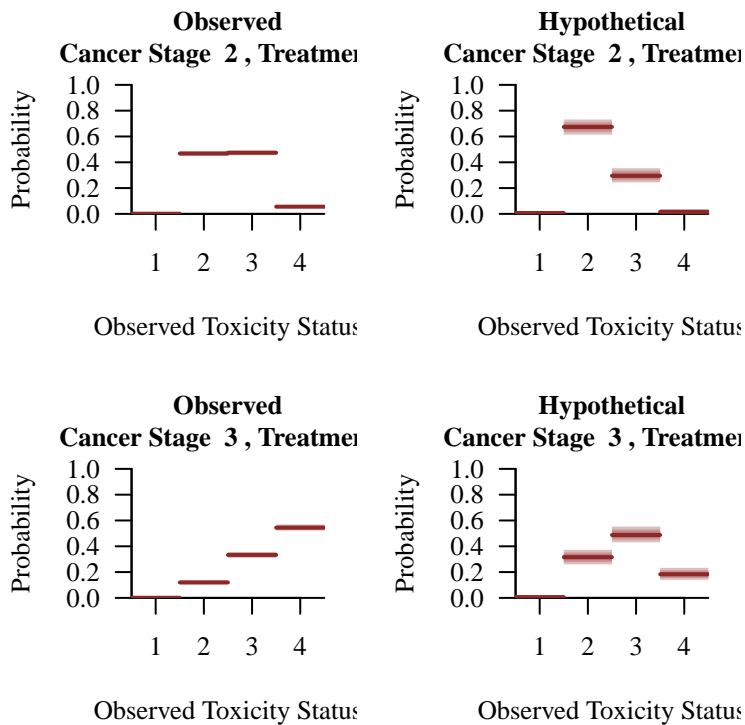 Observed
Cancer Stage 2 , Treatmen
Probability
1.0
0.8
0.6
0.4
0.2
0.0
1 2 3 4
Observed Toxicity Status
Hypothetical
Cancer Stage 2 , Treatmen
Probability
1.0
0.8
0.6
0.4
0.2
0.0
1 2 3 4
Observed Toxicity Status
Observed
Cancer Stage 3 , Treatmen
Probability
1.0
0.8
0.6
0.4
0.2
0.0
1 2 3 4
Observed Toxicity Status
Hypothetical
Cancer Stage 3 , Treatmen
Probability
1.0
0.8
0.6
0.4
0.2
0.0
1 2 3 4
Observed Toxicity Status